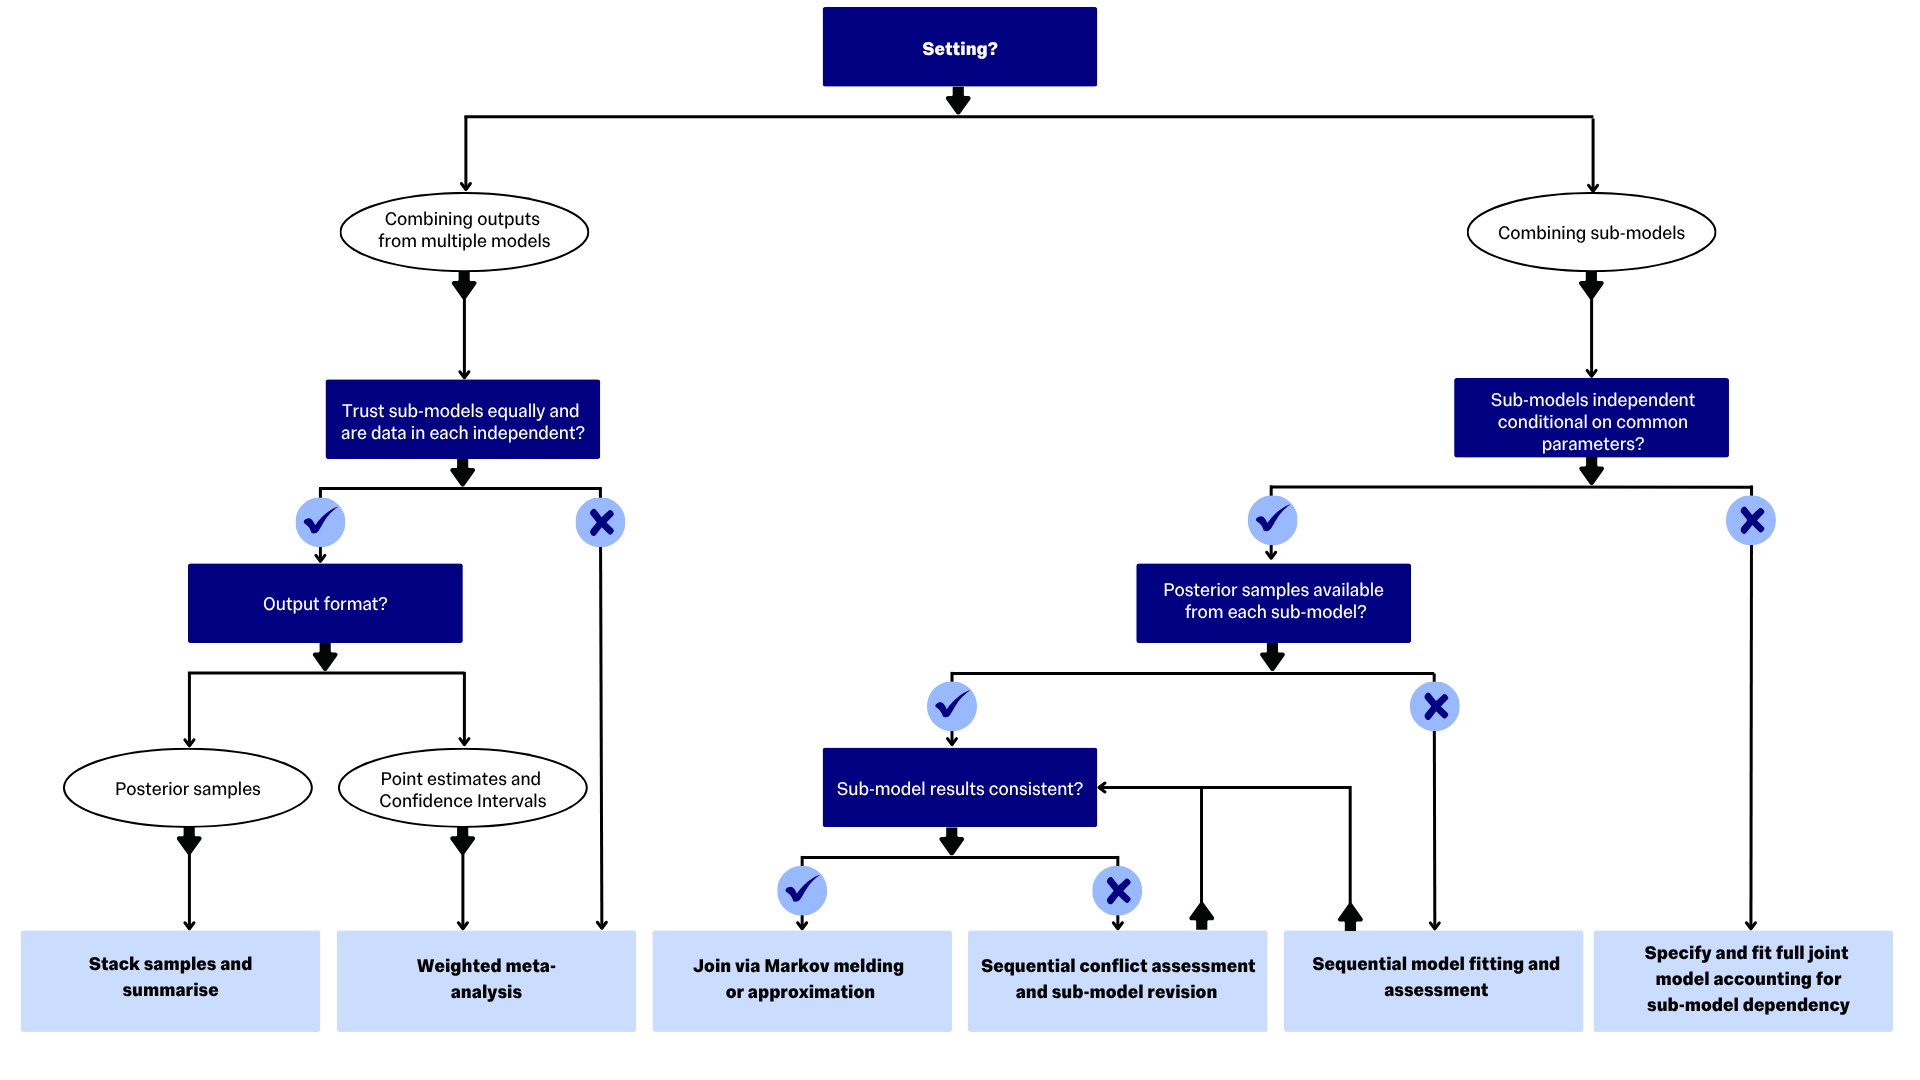 Setting?
Combining outputs
from multiple models
Combining sub-models
Trust sub-models equally and
are data in each independent?
Sub-models independent
conditional on common
parameters?
Output format?
Posterior samples available
from each sub-model?
Posterior samples
Point estimates and
Confidence Intervals
Sub-model results consistent?
Stack samples and
summarise
Weighted meta-
analysis
Join via Markov melding
or approximation
Sequential conflict assessment
and sub-model revision
Sequential model fitting and
assessment
Specify and fit full joint
model accounting for
sub-model dependency